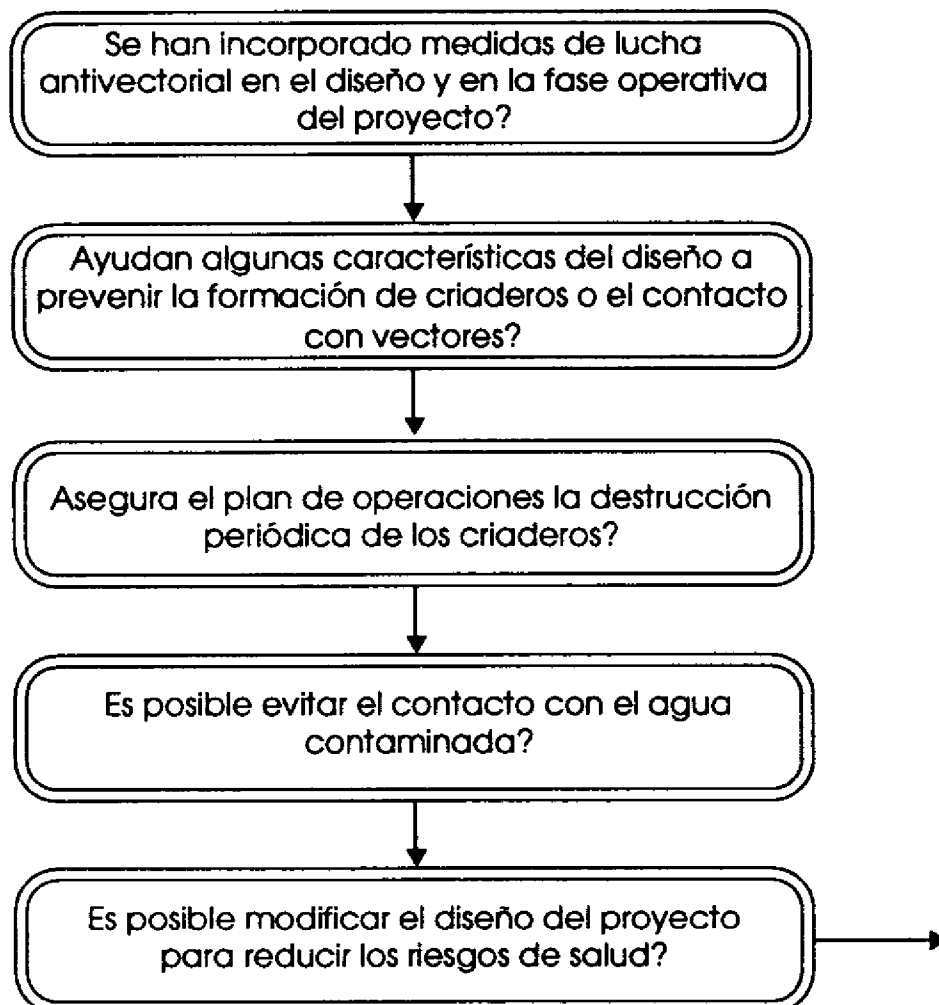 Se han incorporado medidas de lucha
antivectorial en el diseño y en la fase operativa
del proyecto?
Ayudan algunas características del diseño a
prevenir la formación de criaderos o el contacto
con vectores?
Asegura el plan de operaciones la destrucción
periódica de los criaderos?
Es posible evitar el contacto con el agua
contaminada?
Es posible modificar el diseño del proyecto
para reducir los riesgos de salud?